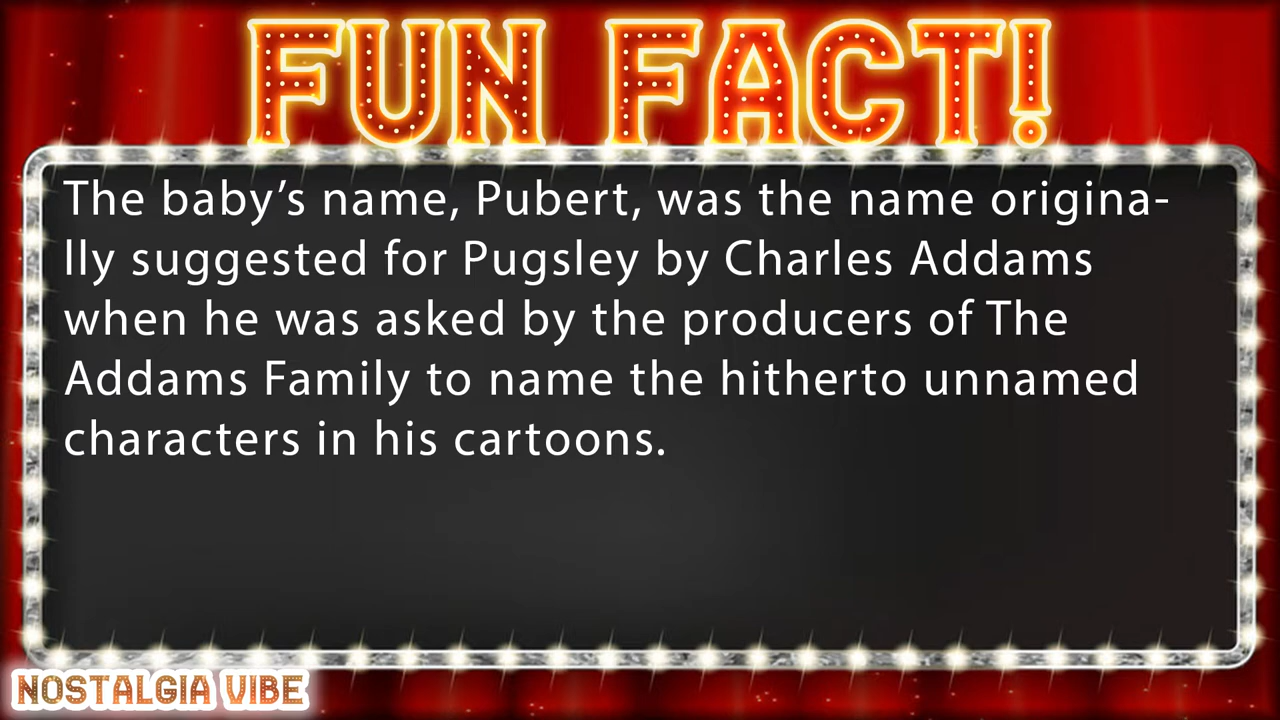 FUN FACT!
The baby’s name, Pubert, was the name origina-
lly suggested for Pugsley by Charles Addams
when he was asked by the producers of The
Addams Family to name the hitherto unnamed
characters in his cartoons.
NOSTALGIA VIBE